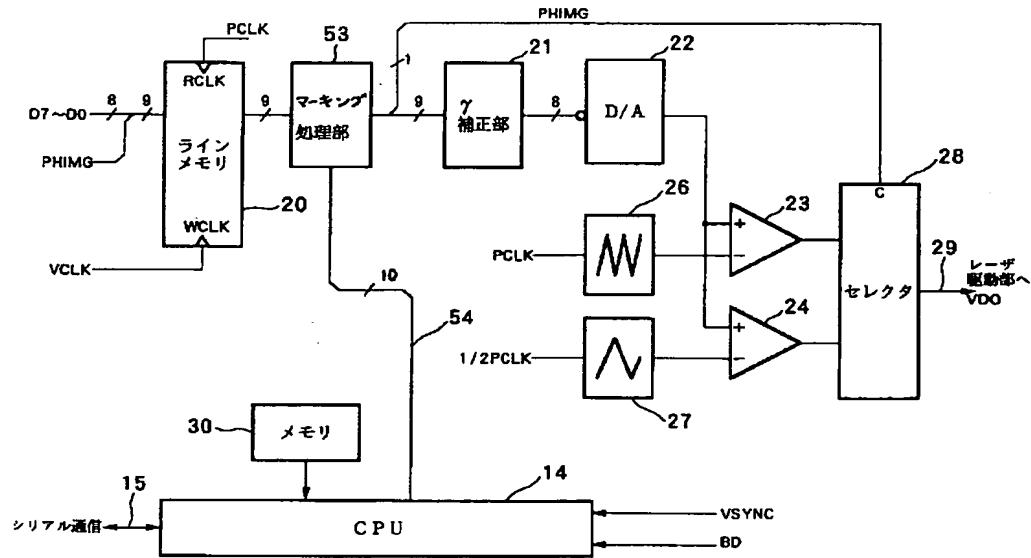 PHIMG
PCLK
53
21
22
RCLK
マーキング
処理部
γ
補正部
D/A
D7〜D0
8
9
9
1
9
8
PHIMG
ライン
メモリ
WCLK
20
VCLK
26
23
28
C
PCLK
+
−
セレクタ
29
レーザ
駆動部へ
VDO
10
54
24
1/2PCLK
+
−
27
30
メモリ
14
15
シリアル通信
CPU
VSYNC
BD